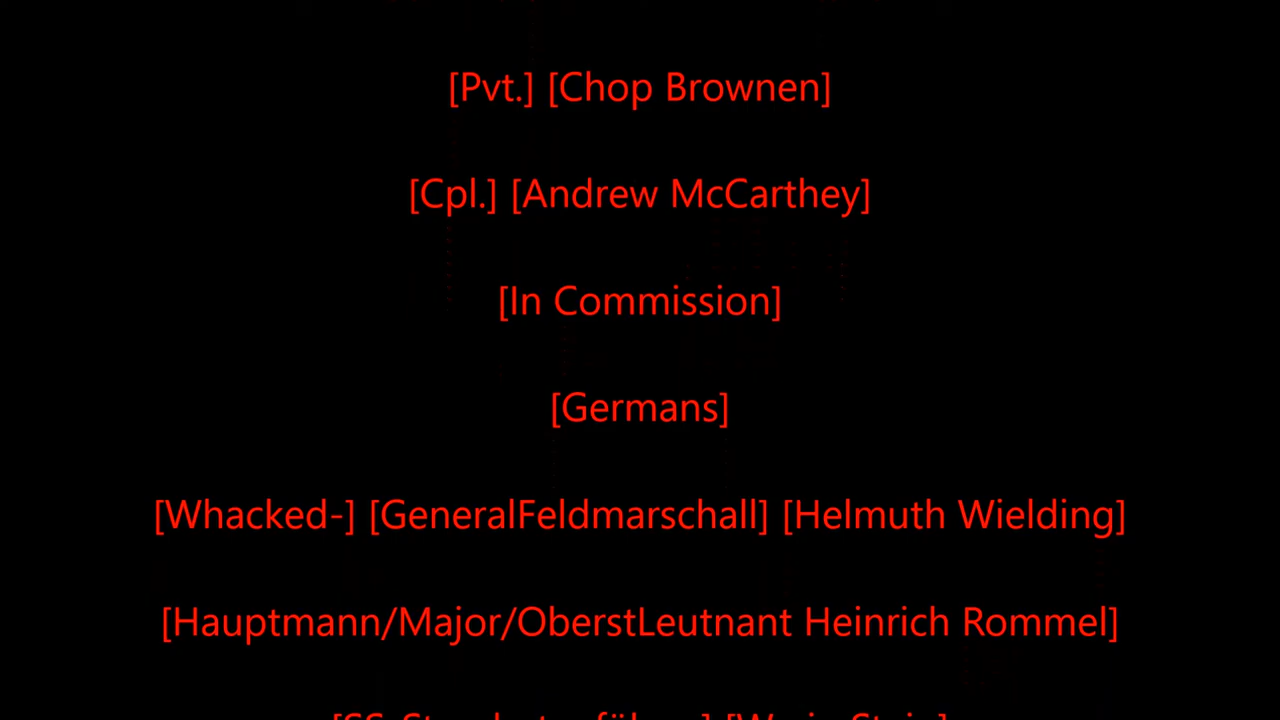 [Pvt.] [Chop Brownen]
[Cpl.] [Andrew McCarthey]
[In Commission]
[Germans]
[Whacked-] [GeneralFeldmarschall] [Helmuth Wielding]
[Hauptmann/Major/OberstLeutnant Heinrich Rommel]